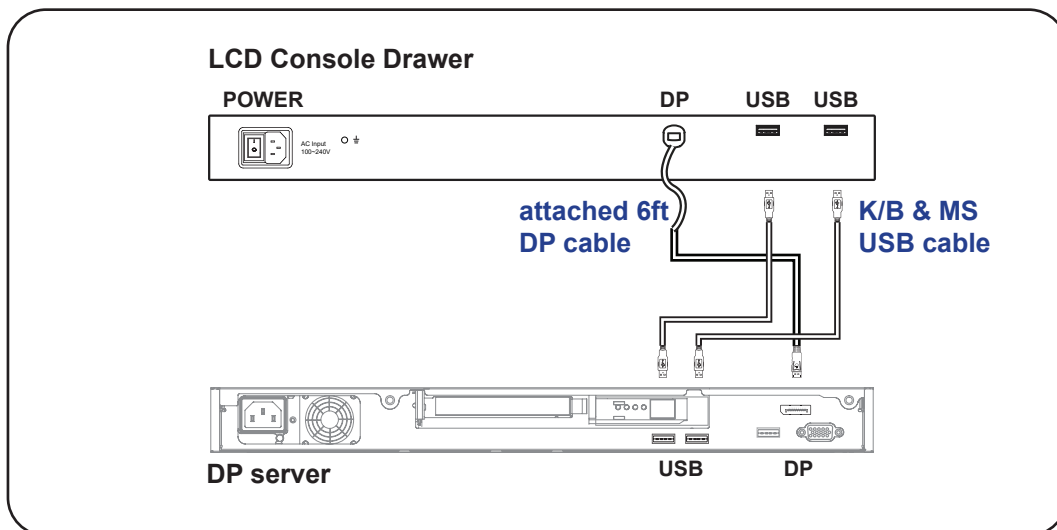 LCD Console Drawer
POWER DP USB USB
AC Input
100~240V
attached 6ft
DP cable
K/B & MS
USB cable
DP server
USB DP